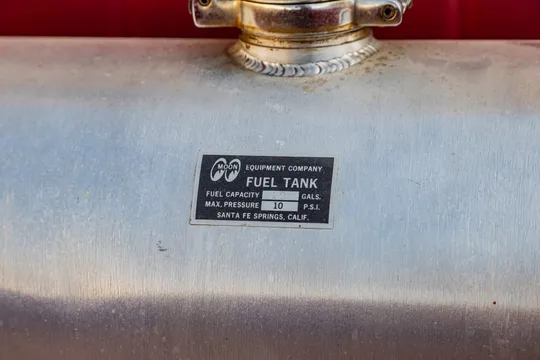 MOON EQUIPMENT COMPANY
FUEL TANK
FUEL CAPACITY GALS.
MAX. PRESSURE 10 P.S.I.
SANTA FE SPRINGS, CALIF.